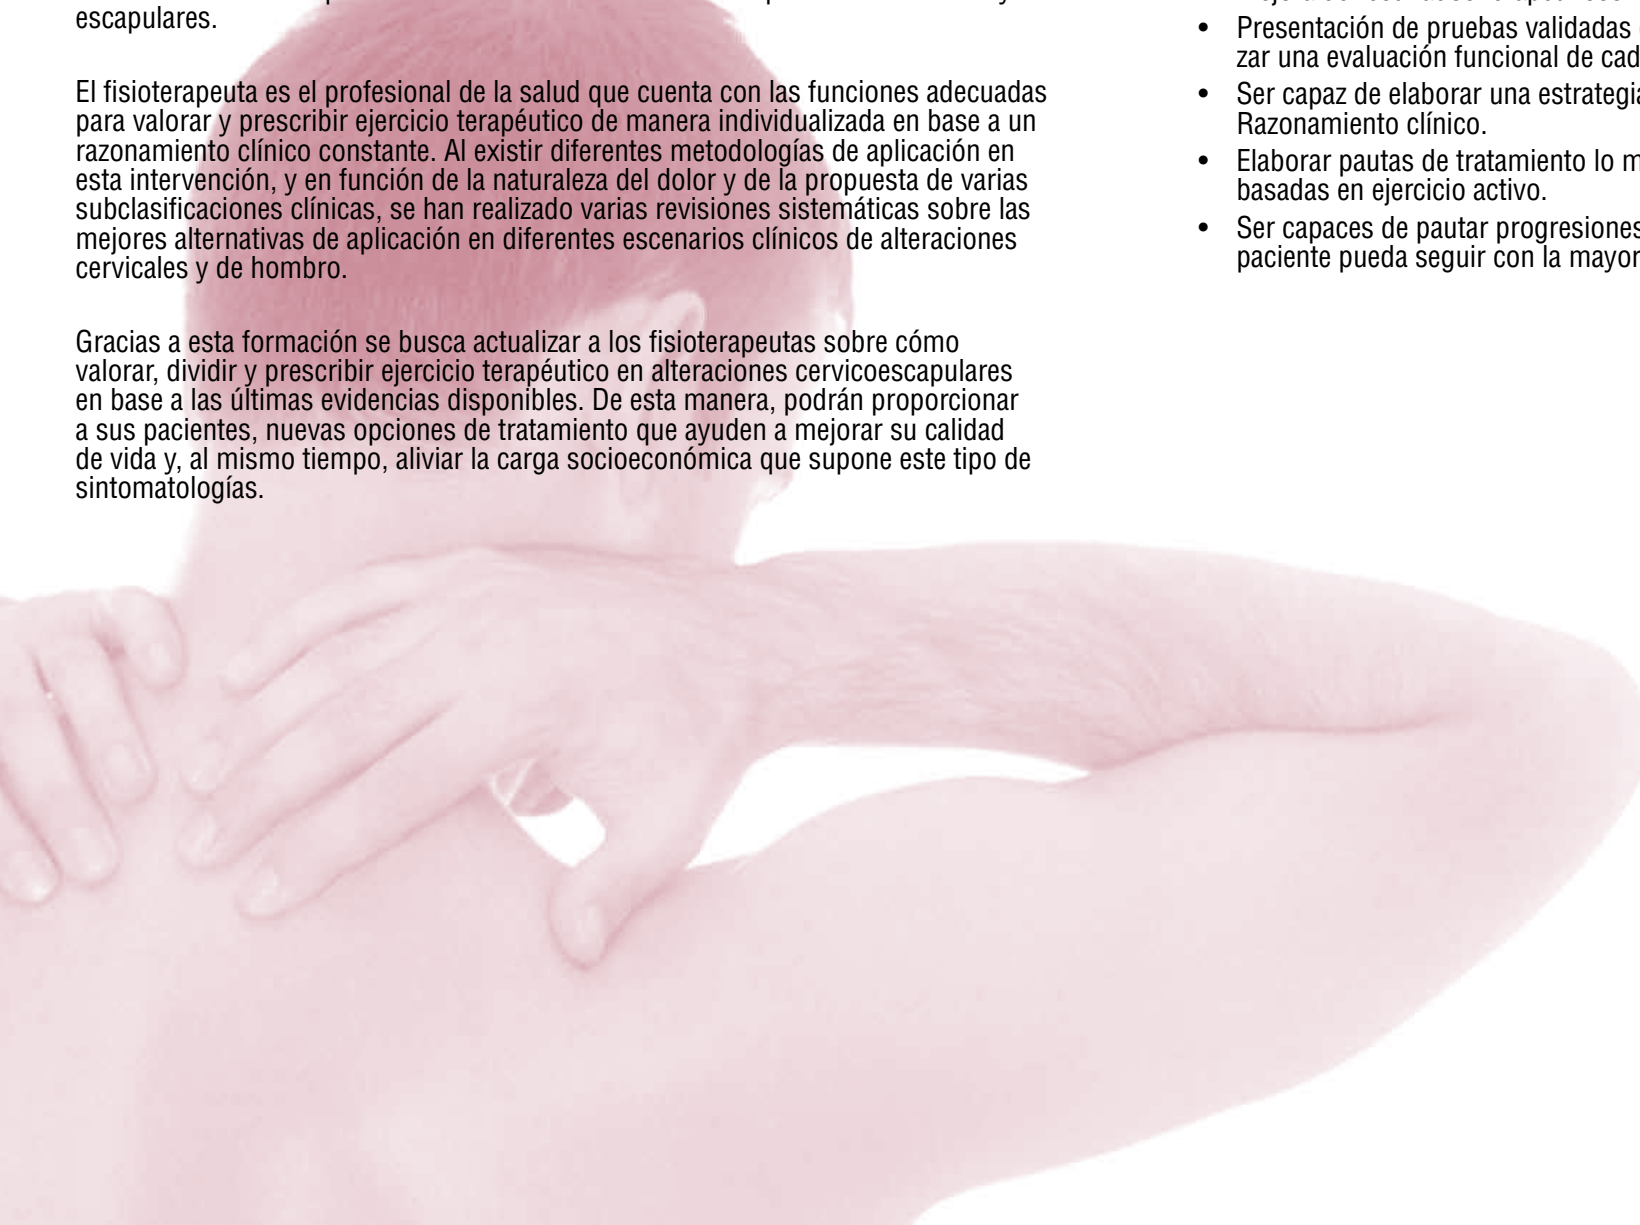 escapulares.
El fisioterapeuta es el profesional de la salud que cuenta con las funciones adecuadas
para valorar y prescribir ejercicio terapéutico de manera individualizada en base a un
razonamiento clínico constante. Al existir diferentes metodologías de aplicación en
esta intervención, y en función de la naturaleza del dolor y de la propuesta de varias
subclasificaciones clínicas, se han realizado varias revisiones sistemáticas sobre las
mejores alternativas de aplicación en diferentes escenarios clínicos de alteraciones
cervicales y de hombro.
Gracias a esta formación se busca actualizar a los fisioterapeutas sobre cómo
valorar, dividir y prescribir ejercicio terapéutico en alteraciones cervicoescapulares
en base a las últimas evidencias disponibles. De esta manera, podrán proporcionar
a sus pacientes, nuevas opciones de tratamiento que ayuden a mejorar su calidad
de vida y, al mismo tiempo, aliviar la carga socioeconómica que supone este tipo de
sintomatologías.
• Presentación de pruebas validadas
zar una evaluación funcional de cad
• Ser capaz de elaborar una estrategia
Razonamiento clínico.
• Elaborar pautas de tratamiento lo m
basadas en ejercicio activo.
• Ser capaces de pautar progresiones
paciente pueda seguir con la mayor